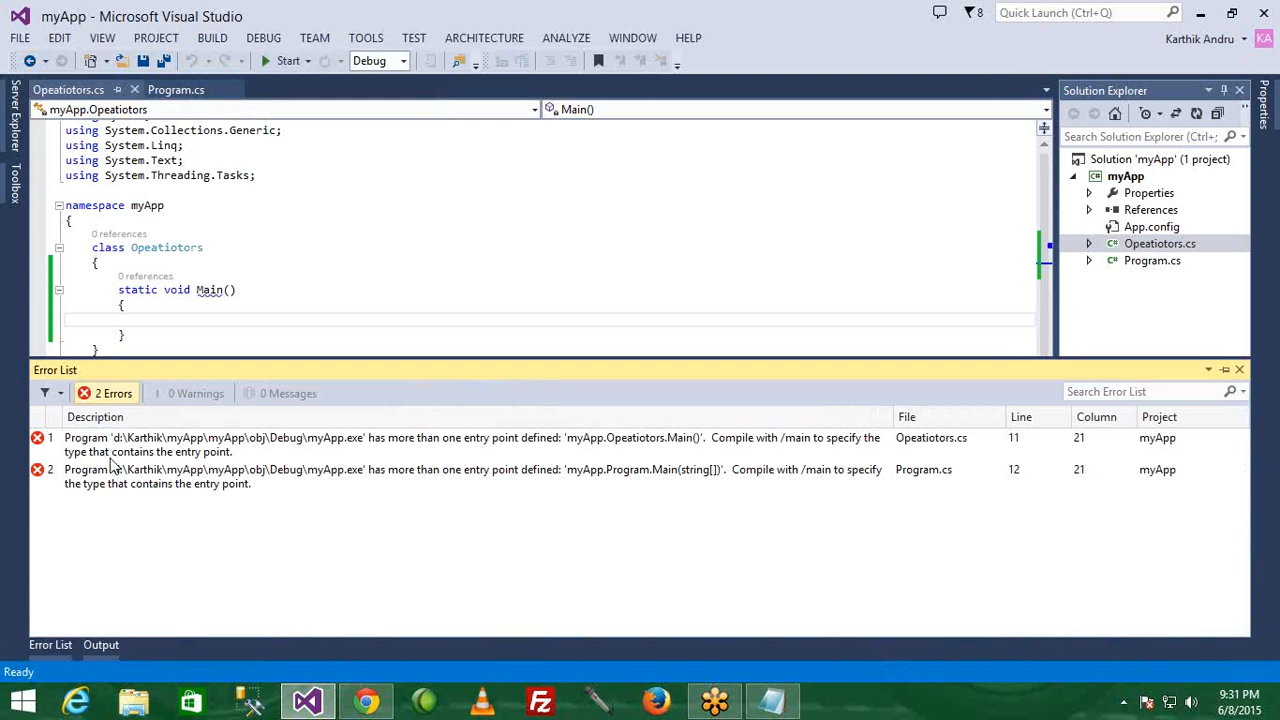 myApp - Microsoft Visual Studio
8
Quick Launch (Ctrl+Q)
FILE EDIT VIEW PROJECT BUILD DEBUG TEAM TOOLS TEST ARCHITECTURE ANALYZE WINDOW HELP
Karthik Andru KA
Start Debug
Server Explorer
Toolbox
Opeatiotors.cs Program.cs
myApp.Opeatiotors Main()
using System.Collections.Generic;
using System.Linq;
using System.Text;
using System.Threading.Tasks;
namespace myApp
{
0 references
class Opeatiotors
{
0 references
static void Main()
{
}
}
Solution Explorer
Search Solution Explorer (Ctrl+;
Solution 'myApp' (1 project)
C# myApp
Properties
References
App.config
C# Opeatiotors.cs
C# Program.cs
Properties
Error List
2 Errors 0 Warnings 0 Messages
Search Error List
Description File Line Column Project
1 Program 'd:\Karthik\myApp\myApp\obj\Debug\myApp.exe' has more than one entry point defined: 'myApp.Opeatiotors.Main()'. Compile with /main to specify the Opeatiotors.cs 11 21 myApp
type that contains the entry point.
2 Program 'd:\Karthik\myApp\myApp\obj\Debug\myApp.exe' has more than one entry point defined: 'myApp.Program.Main(string[])'. Compile with /main to specify Program.cs 12 21 myApp
the type that contains the entry point.
Error List Output
Ready
9:31 PM
6/8/2015